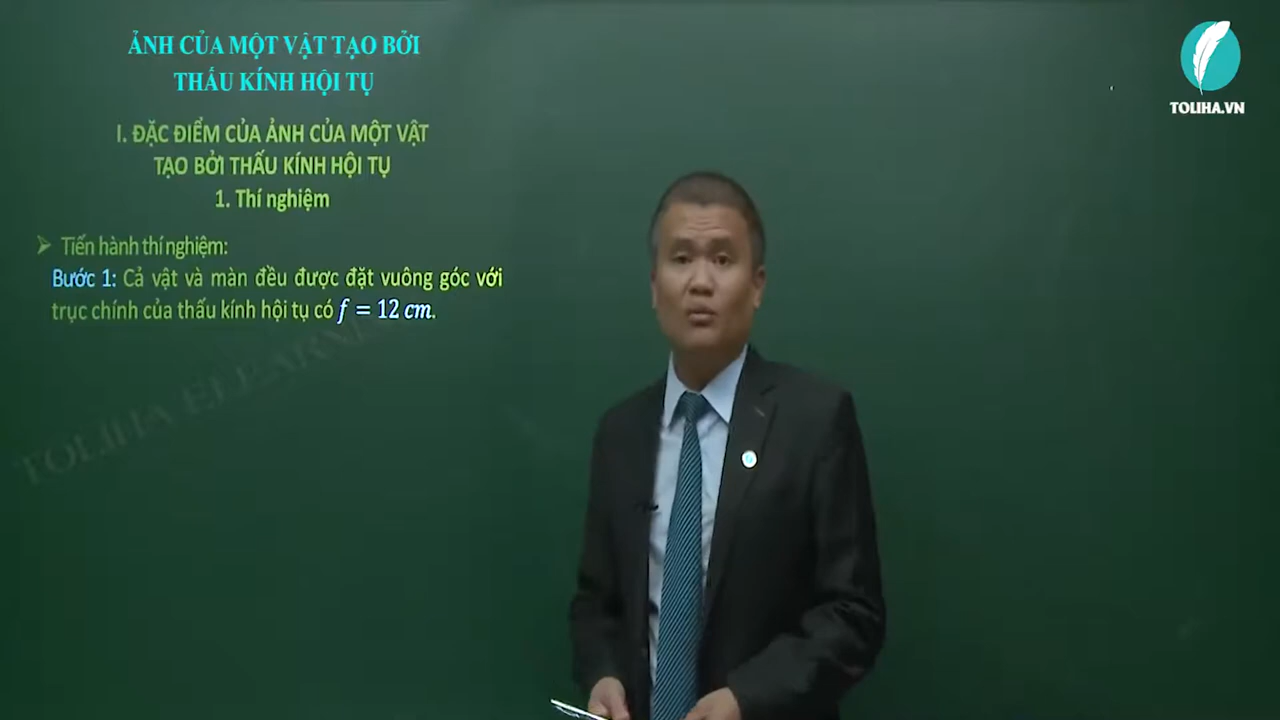 ẢNH CỦA MỘT VẬT TẠO BỞI
THẤU KÍNH HỘI TỤ
I. ĐẶC ĐIỂM CỦA ẢNH CỦA MỘT VẬT
TẠO BỞI THẤU KÍNH HỘI TỤ
1. Thí nghiệm
➢ Tiến hành thí nghiệm:
Bước 1: Cả vật và màn đều được đặt vuông góc với
trục chính của thấu kính hội tụ có f = 12 cm.
TOLIHA.VN